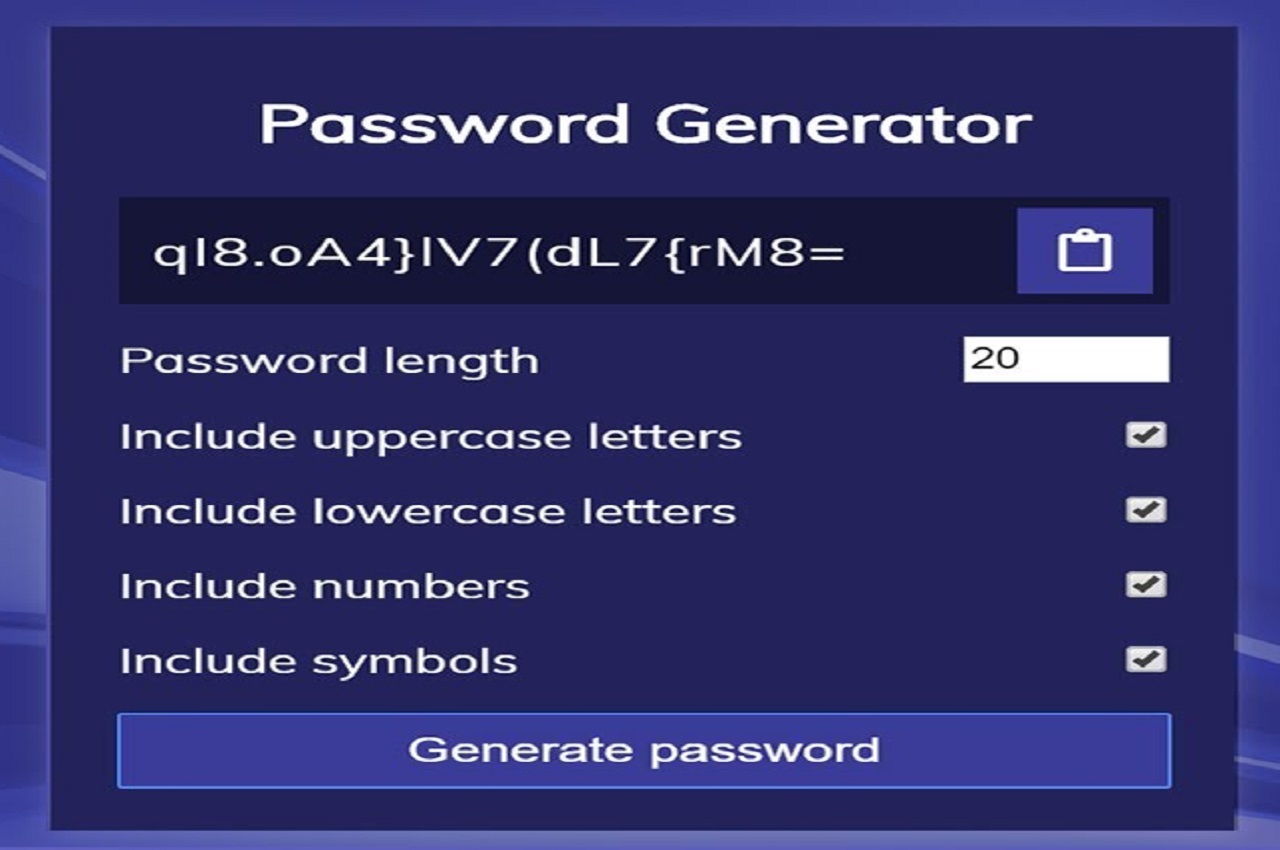 Password Generator
qI8.oA4}lV7(dL7{rM8=
Password length
20
Include uppercase letters
Include lowercase letters
Include numbers
Include symbols
Generate password